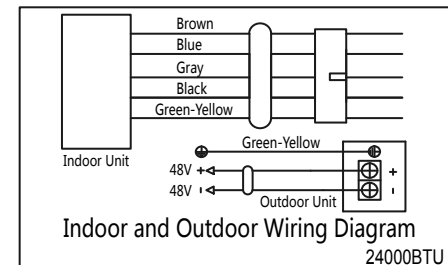 Brown
Blue
Gray
Black
Green-Yellow
Indoor Unit
Green-Yellow
48V +
48V -
+
-
Outdoor Unit
Indoor and Outdoor Wiring Diagram
24000BTU